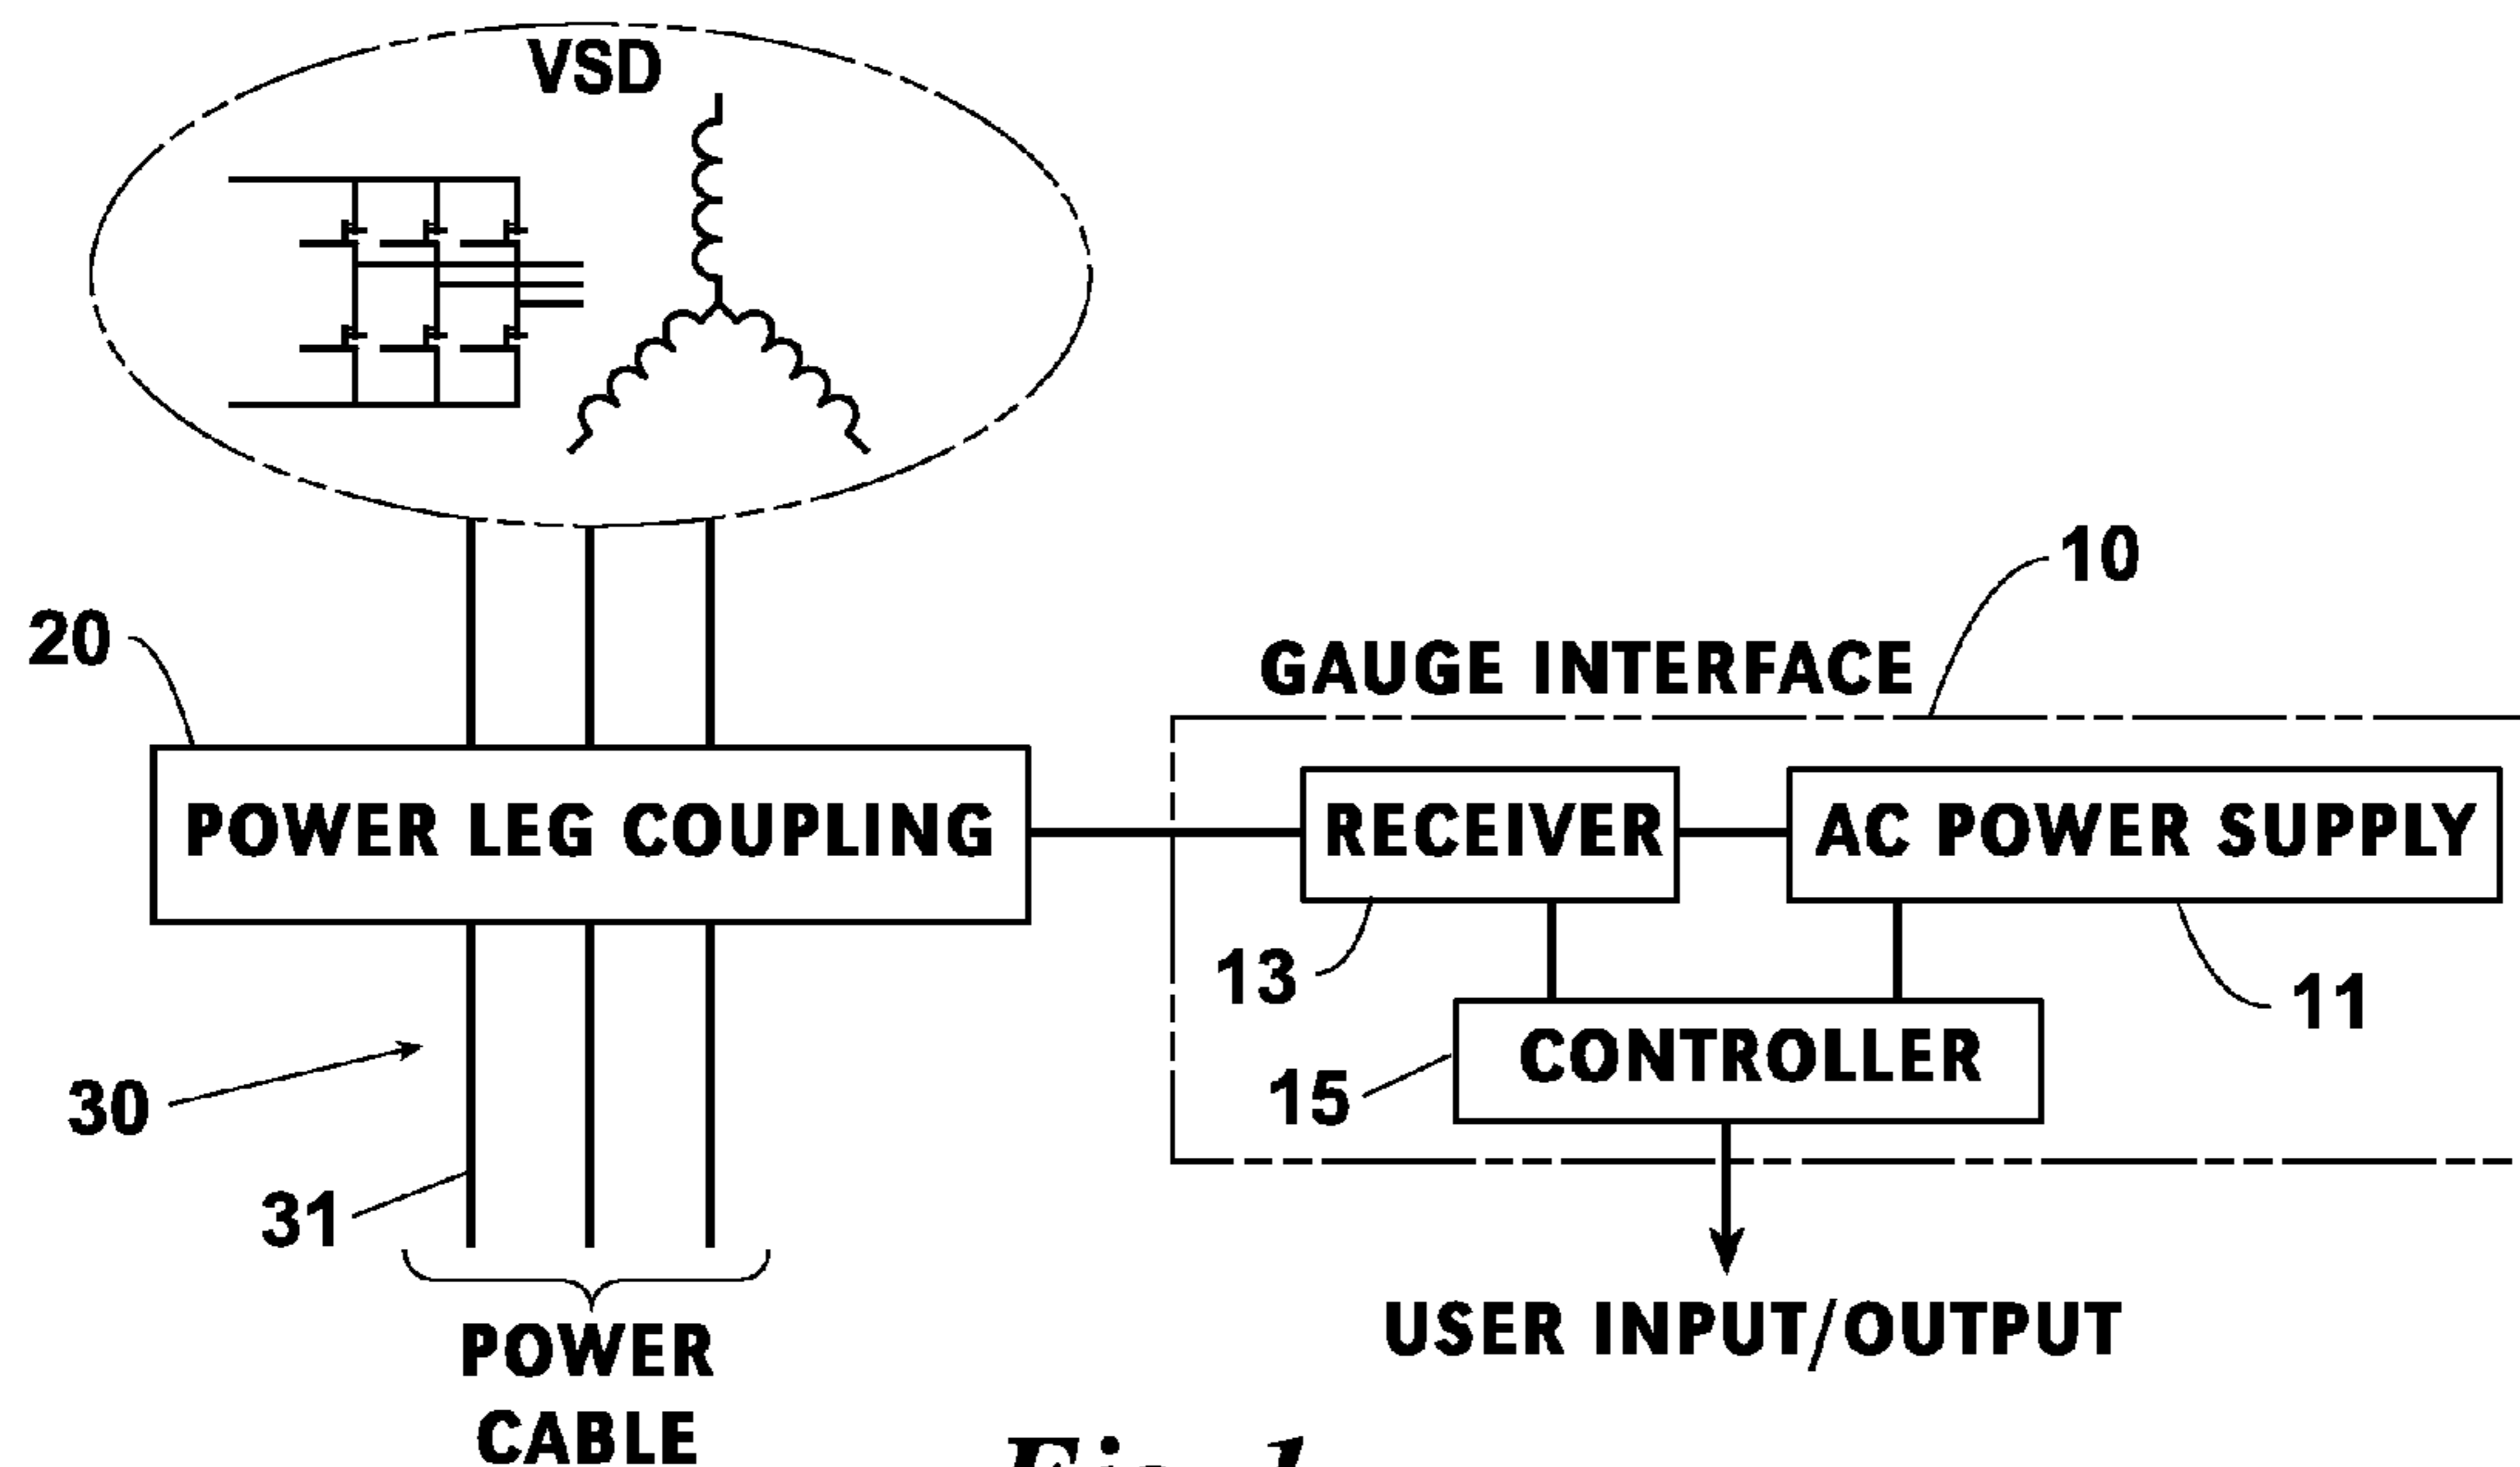 VSD
10
20
GAUGE INTERFACE
POWER LEG COUPLING
RECEIVER
AC POWER SUPPLY
13
11
CONTROLLER
15
30
31
USER INPUT/OUTPUT
POWER
CABLE